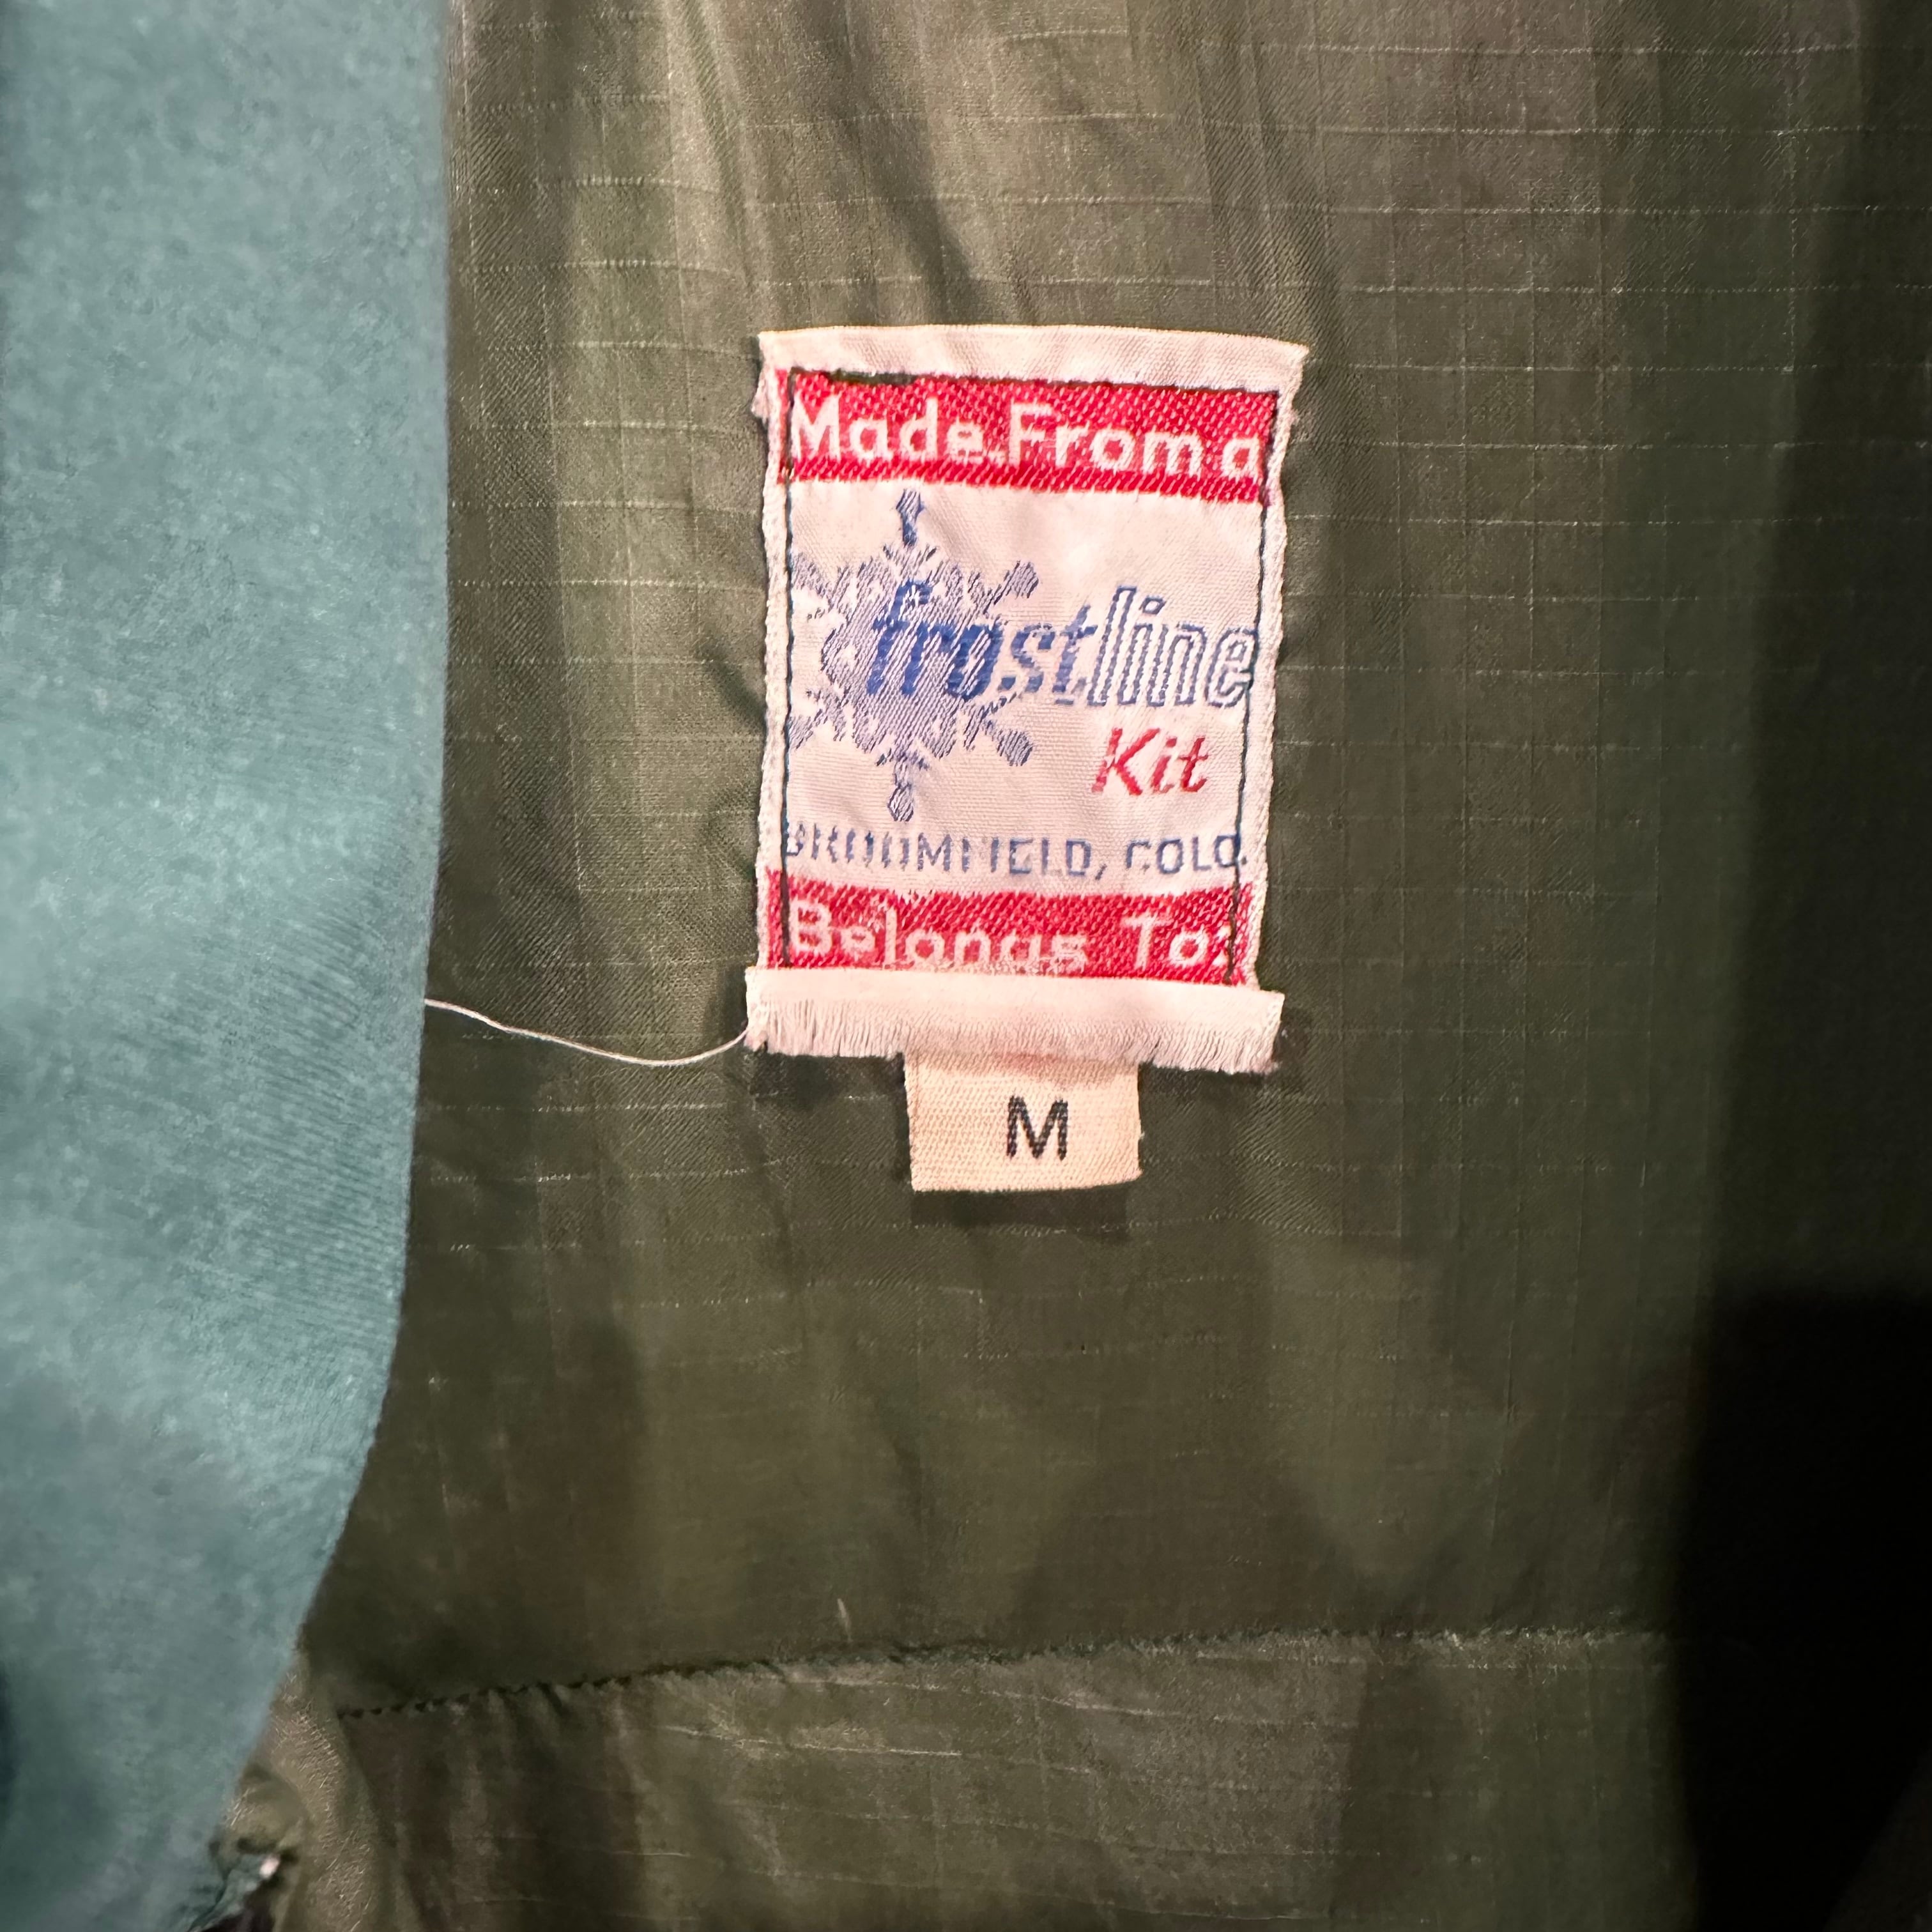 Made From a
frostline
Kit
BROOMFIELD, COLO.
Belongs To:
M